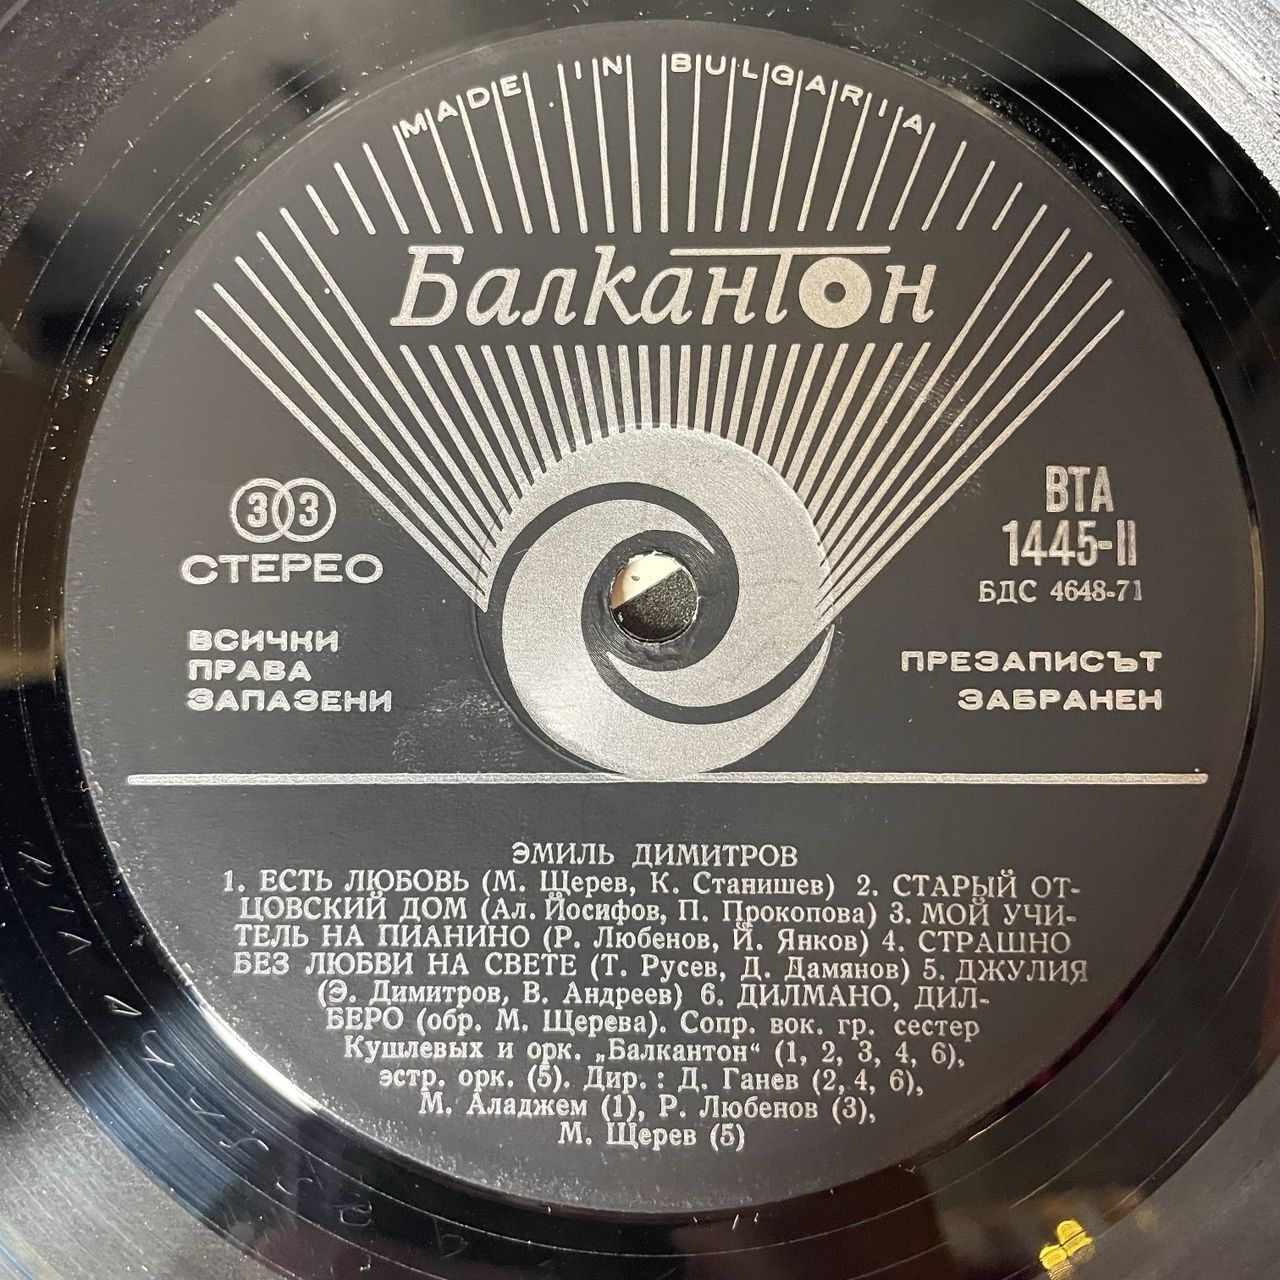 MADE IN BULGARIA
Балкантон
33
СТЕРЕО
ВСИЧКИ
ПРАВА
ЗАПАЗЕНИ
ВТА
1445-II
БДС 4648-71
ПРЕЗАПИСЪТ
ЗАБРАНЕН
ЭМИЛЬ ДИМИТРОВ
1. ЕСТЬ ЛЮБОВЬ (М. Щерев, К. Станишев) 2. СТАРЫЙ ОТ-
ЦОВСКИЙ ДОМ (Ал. Йосифов, П. Прокопова) 3. МОЙ УЧИ-
ТЕЛЬ НА ПИАНИНО (Р. Любенов, Й. Янков) 4. СТРАШНО
БЕЗ ЛЮБВИ НА СВЕТЕ (Т. Русев, Д. Дамянов) 5. ДЖУЛИЯ
(Э. Димитров, В. Андреев) 6. ДИЛМАНО, ДИЛ-
БЕРО (обр. М. Щерева). Сопр. вок. гр. сестер
Кушлевых и орк. „Балкантон“ (1, 2, 3, 4, 6),
эстр. орк. (5). Дир. : Д. Ганев (2, 4, 6),
М. Аладжем (1), Р. Любенов (3),
М. Щерев (5)